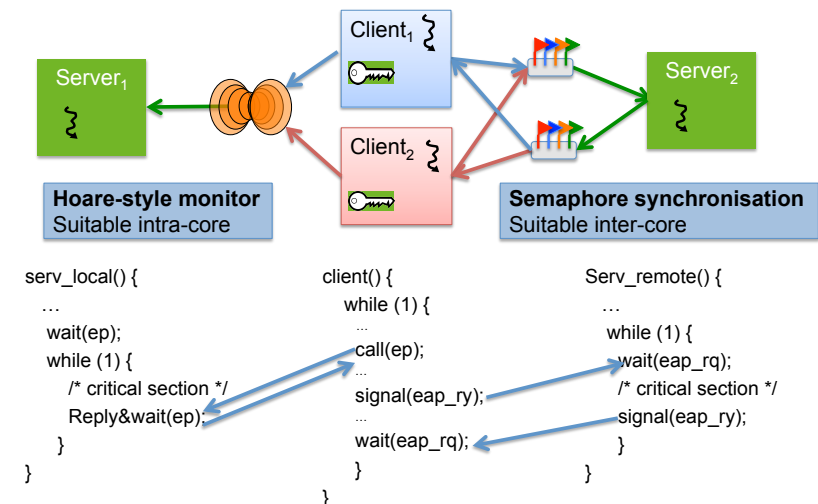 Client₁
Server₁
Server₂
Client₂
Hoare-style monitor
Suitable intra-core
Semaphore synchronisation
Suitable inter-core
serv_local() {
…
wait(ep);
while (1) {
/* critical section */
Reply&wait(ep);
}
}
client() {
while (1) {
...
call(ep);
...
signal(eap_ry);
...
wait(eap_rq);
}
}
Serv_remote() {
…
while (1) {
wait(eap_rq);
/* critical section */
signal(eap_ry);
}
}